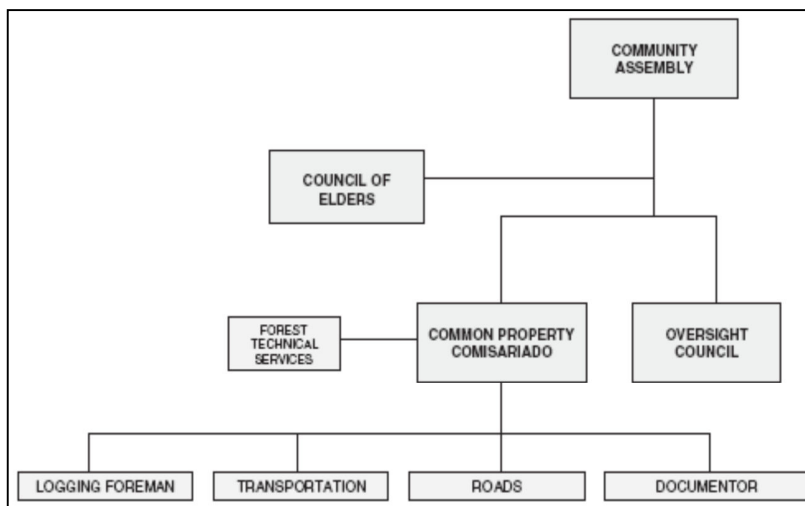 COMMUNITY
ASSEMBLY
COUNCIL OF
ELDERS
FOREST
TECHNICAL
SERVICES
COMMON PROPERTY
COMISARIADO
OVERSIGHT
COUNCIL
LOGGING FOREMAN
TRANSPORTATION
ROADS
DOCUMENTOR